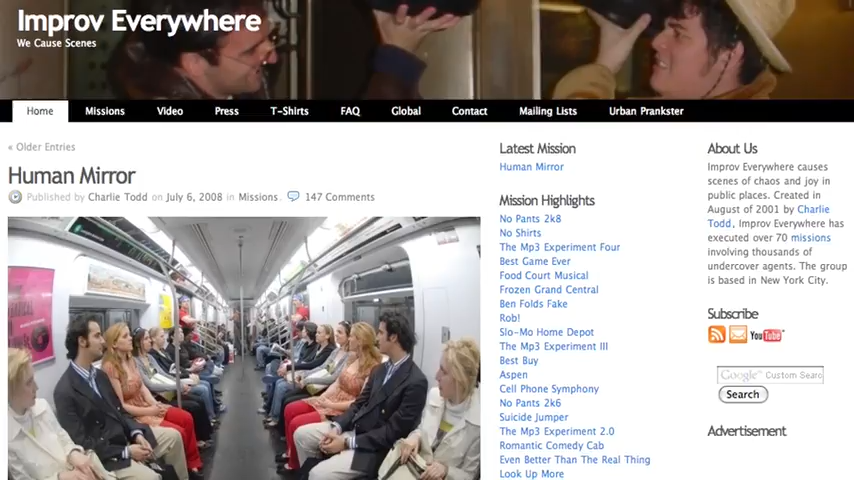 Improv Everywhere
We Cause Scenes
Home Missions Video Press T-Shirts FAQ Global Contact Mailing Lists Urban Prankster
« Older Entries
Human Mirror
Published by Charlie Todd on July 6, 2008 in Missions. 147 Comments
Latest Mission
Human Mirror
Mission Highlights
No Pants 2k8
No Shirts
The Mp3 Experiment Four
Best Game Ever
Food Court Musical
Frozen Grand Central
Ben Folds Fake
Rob!
Slo-Mo Home Depot
The Mp3 Experiment III
Best Buy
Aspen
Cell Phone Symphony
No Pants 2k6
Suicide Jumper
The Mp3 Experiment 2.0
Romantic Comedy Cab
Even Better Than The Real Thing
Look Up More
About Us
Improv Everywhere causes
scenes of chaos and joy in
public places. Created in
August of 2001 by Charlie
Todd, Improv Everywhere has
executed over 70 missions
involving thousands of
undercover agents. The group
is based in New York City.
Subscribe
YouTube
Google™ Custom Searc
Search
Advertisement